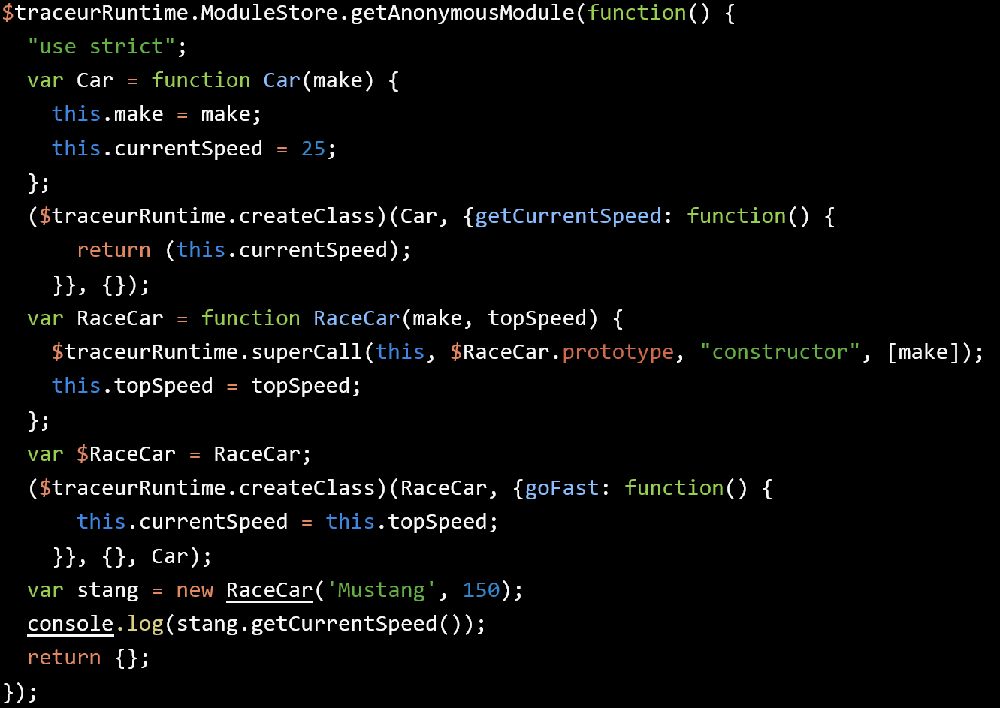 $traceurRuntime.ModuleStore.getAnonymousModule(function() {
  "use strict";
  var Car = function Car(make) {
    this.make = make;
    this.currentSpeed = 25;
  };
  ($traceurRuntime.createClass)(Car, {getCurrentSpeed: function() {
      return (this.currentSpeed);
    }}, {});
  var RaceCar = function RaceCar(make, topSpeed) {
    $traceurRuntime.superCall(this, $RaceCar.prototype, "constructor", [make]);
    this.topSpeed = topSpeed;
  };
  var $RaceCar = RaceCar;
  ($traceurRuntime.createClass)(RaceCar, {goFast: function() {
      this.currentSpeed = this.topSpeed;
    }}, {}, Car);
  var stang = new RaceCar('Mustang', 150);
  console.log(stang.getCurrentSpeed());
  return {};
});